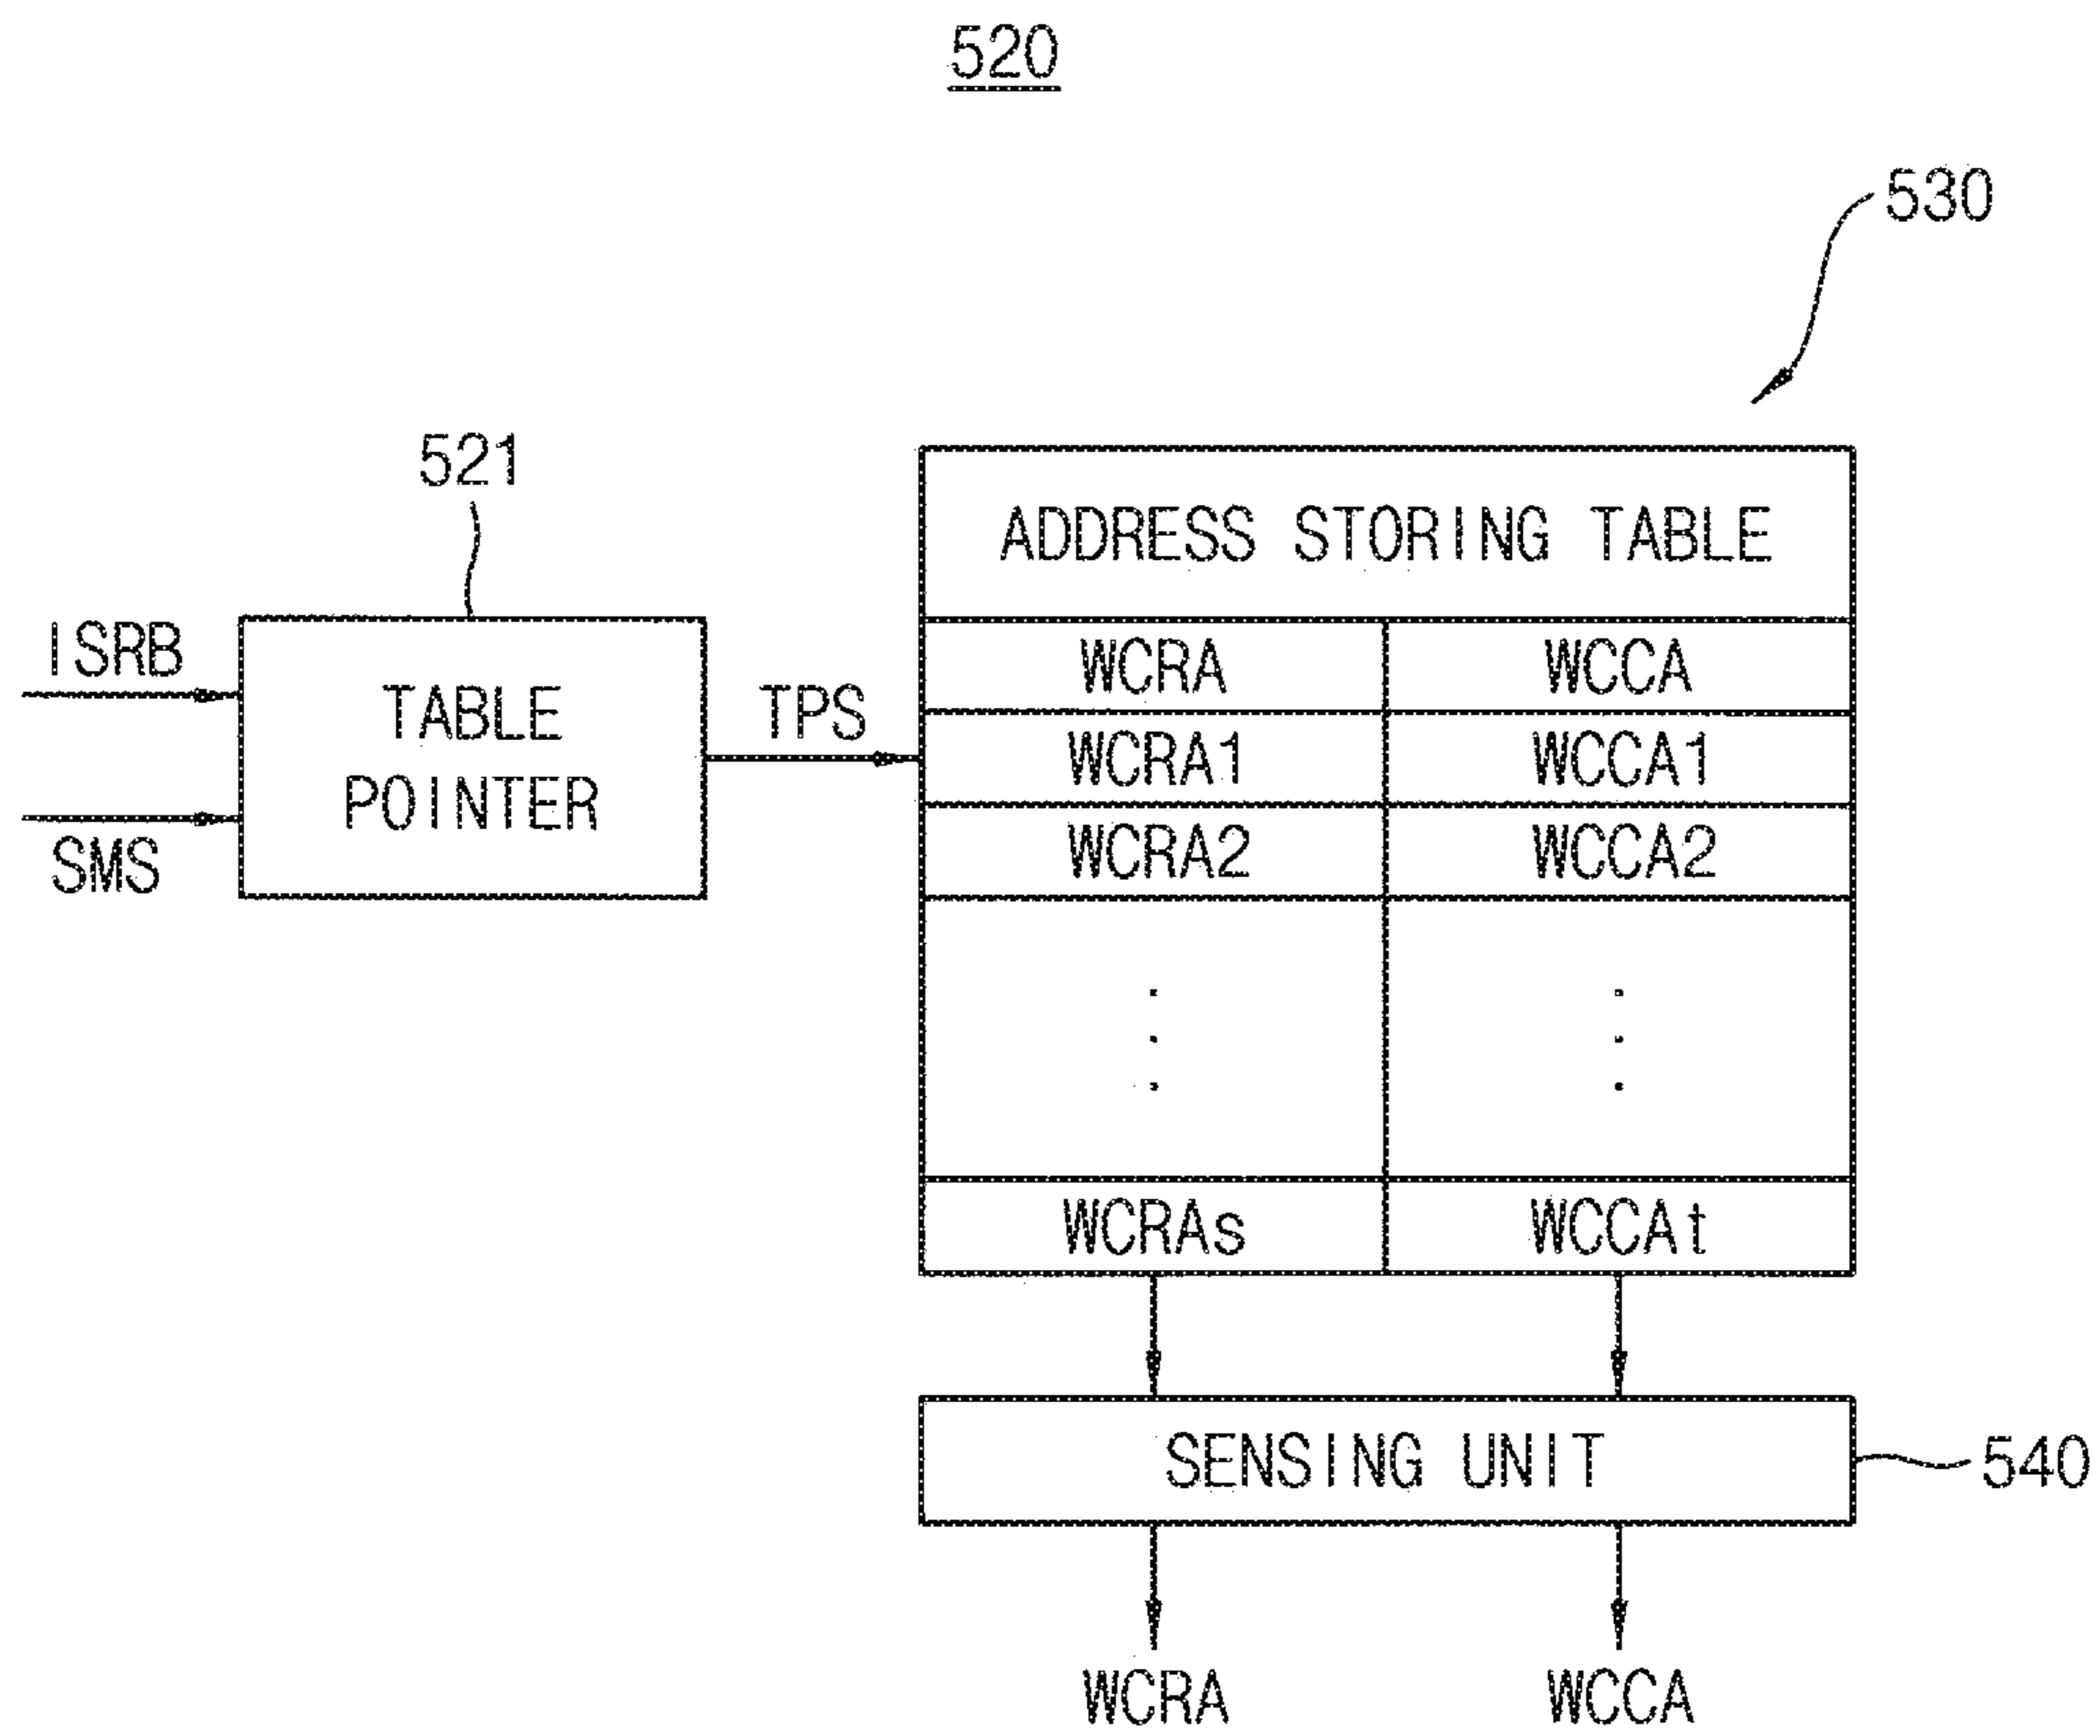 520
530
521
ADDRESS STORING TABLE
ISRB
TABLE
POINTER
SMS
TPS
WCRA WCCA
WCRA1 WCCA1
WCRA2 WCCA2
WCRAs WCCAt
SENSING UNIT
540
WCRA WCCA